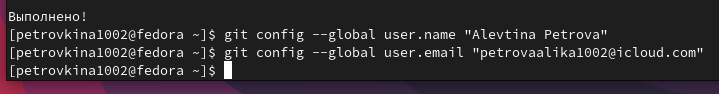 Выполнено!
[petrovkina1002@fedora ~]$ git config --global user.name "Alevtina Petrova"
[petrovkina1002@fedora ~]$ git config --global user.email "petrovaalika1002@icloud.com"
[petrovkina1002@fedora ~]$